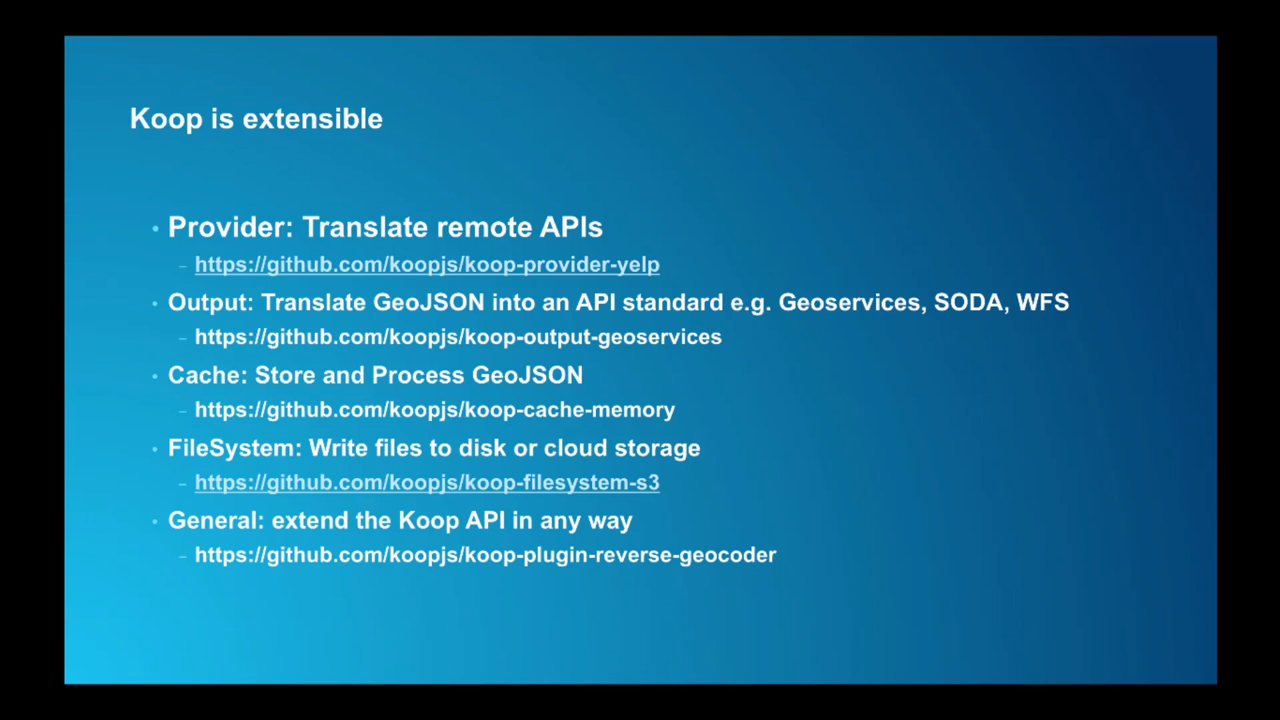 Koop is extensible
• Provider: Translate remote APIs
– https://github.com/koopjs/koop-provider-yelp
• Output: Translate GeoJSON into an API standard e.g. Geoservices, SODA, WFS
– https://github.com/koopjs/koop-output-geoservices
• Cache: Store and Process GeoJSON
– https://github.com/koopjs/koop-cache-memory
• FileSystem: Write files to disk or cloud storage
– https://github.com/koopjs/koop-filesystem-s3
• General: extend the Koop API in any way
– https://github.com/koopjs/koop-plugin-reverse-geocoder